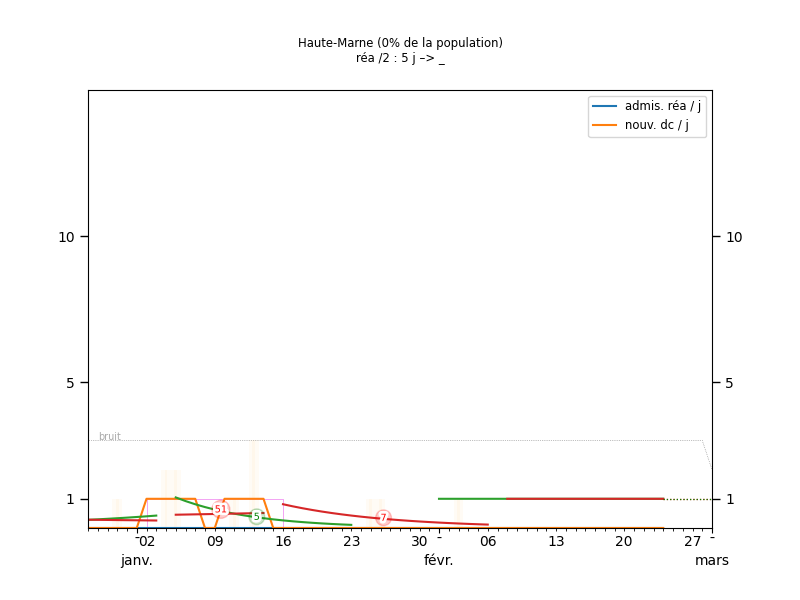 Haute-Marne (0% de la population)
réa /2 : 5 j –> _
admis. réa / j
nouv. dc / j
10
10
5
5
bruit
1
1
51
5
7
02
09
16
23
30
06
13
20
27
janv.
févr.
mars